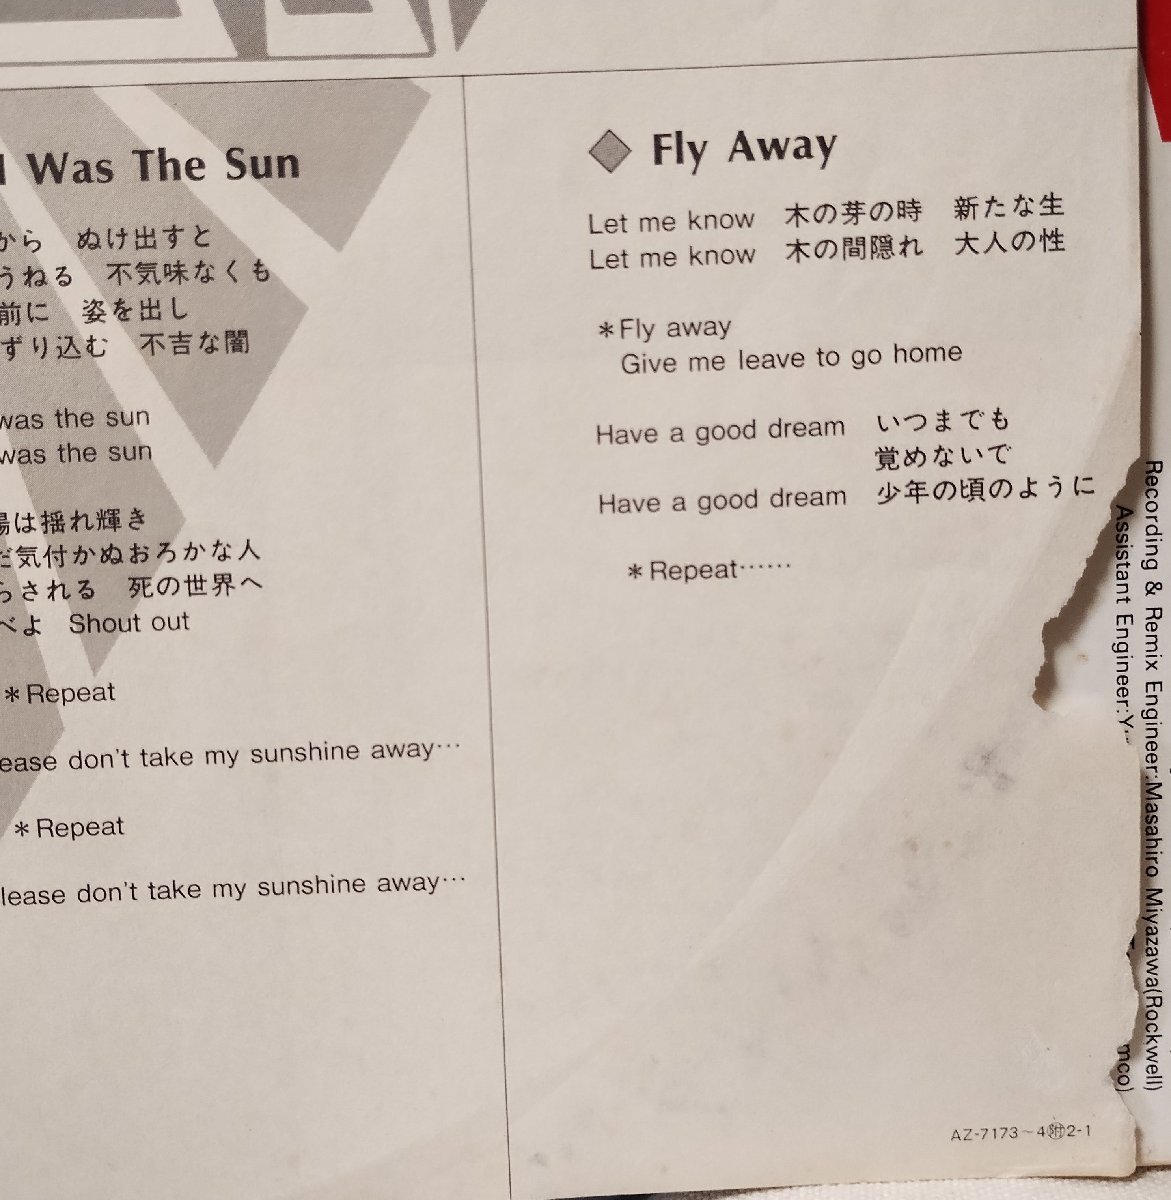 I Was The Sun
から　ぬけ出すと
うねる　不気味なくも
前に　姿を出し
ずり込む　不吉な闇
was the sun
was the sun
陽は揺れ輝き
だ気付かぬおろかな人
らされる　死の世界へ
べよ　Shout out
＊Repeat
lease don't take my sunshine away…
＊Repeat
lease don't take my sunshine away…
◆ Fly Away
Let me know　木の芽の時　新たな生
Let me know　木の間隠れ　大人の性
＊Fly away
Give me leave to go home
Have a good dream　いつまでも
覚めないで
Have a good dream　少年の頃のように
＊Repeat……
AZ-7173~4㊙2-1
Recording & Remix Engineer:Masahiro Miyazawa(Rockwell)
Assistant Engineer:Y
mco)